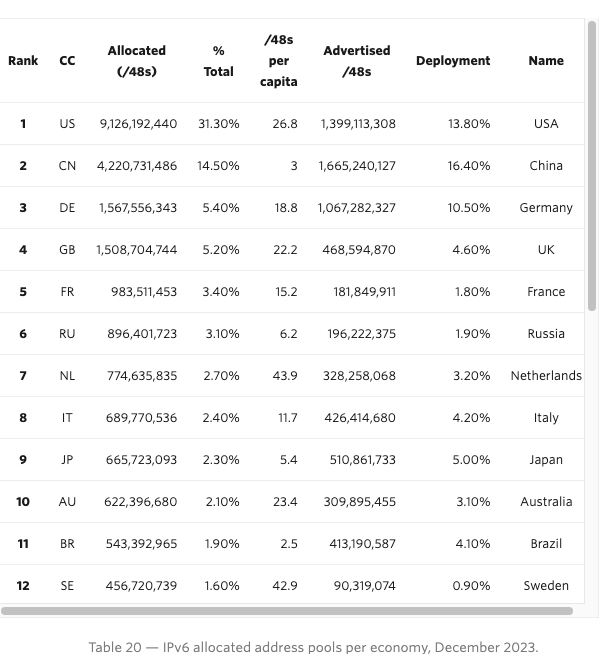 Rank CC Allocated (/48s) % Total /48s per capita Advertised /48s Deployment Name
1 US 9,126,192,440 31.30% 26.8 1,399,113,308 13.80% USA
2 CN 4,220,731,486 14.50% 3 1,665,240,127 16.40% China
3 DE 1,567,556,343 5.40% 18.8 1,067,282,327 10.50% Germany
4 GB 1,508,704,744 5.20% 22.2 468,594,870 4.60% UK
5 FR 983,511,453 3.40% 15.2 181,849,911 1.80% France
6 RU 896,401,723 3.10% 6.2 196,222,375 1.90% Russia
7 NL 774,635,835 2.70% 43.9 328,258,068 3.20% Netherlands
8 IT 689,770,536 2.40% 11.7 426,414,680 4.20% Italy
9 JP 665,723,093 2.30% 5.4 510,861,733 5.00% Japan
10 AU 622,396,680 2.10% 23.4 309,895,455 3.10% Australia
11 BR 543,392,965 1.90% 2.5 413,190,587 4.10% Brazil
12 SE 456,720,739 1.60% 42.9 90,319,074 0.90% Sweden
Table 20 — IPv6 allocated address pools per economy, December 2023.